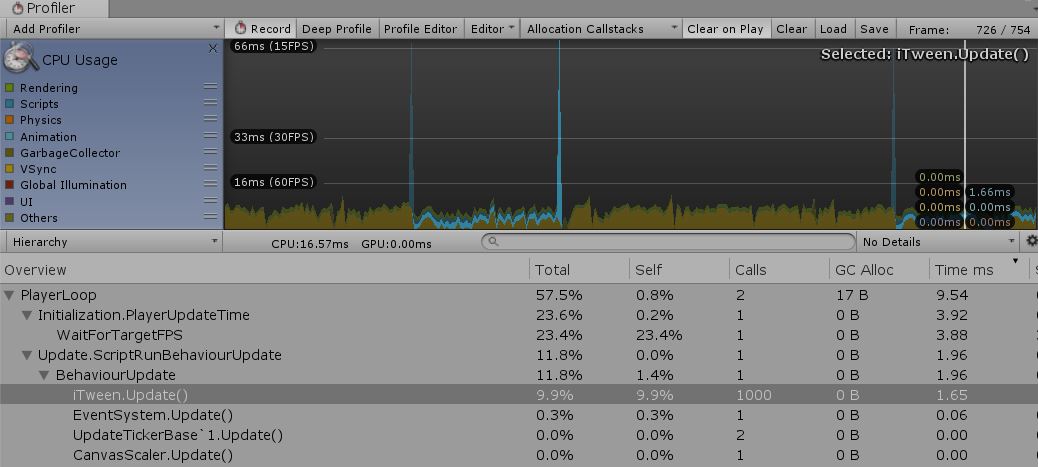 Profiler
Add Profiler Record Deep Profile Profile Editor Editor Allocation Callstacks Clear on Play Clear Load Save Frame: 726 / 754
CPU Usage
Rendering
Scripts
Physics
Animation
GarbageCollector
VSync
Global Illumination
UI
Others
66ms (15FPS)
Selected: iTween.Update()
33ms (30FPS)
16ms (60FPS)
0.00ms
0.00ms 1.66ms
0.00ms 0.00ms
0.00ms 0.00ms
Hierarchy CPU:16.57ms GPU:0.00ms No Details
Overview Total Self Calls GC Alloc Time ms
PlayerLoop 57.5% 0.8% 2 17 B 9.54
Initialization.PlayerUpdateTime 23.6% 0.2% 1 0 B 3.92
WaitForTargetFPS 23.4% 23.4% 1 0 B 3.88
Update.ScriptRunBehaviourUpdate 11.8% 0.0% 1 0 B 1.96
BehaviourUpdate 11.8% 1.4% 1 0 B 1.96
iTween.Update() 9.9% 9.9% 1000 0 B 1.65
EventSystem.Update() 0.3% 0.3% 1 0 B 0.06
UpdateTickerBase`1.Update() 0.0% 0.0% 2 0 B 0.00
CanvasScaler.Update() 0.0% 0.0% 1 0 B 0.00